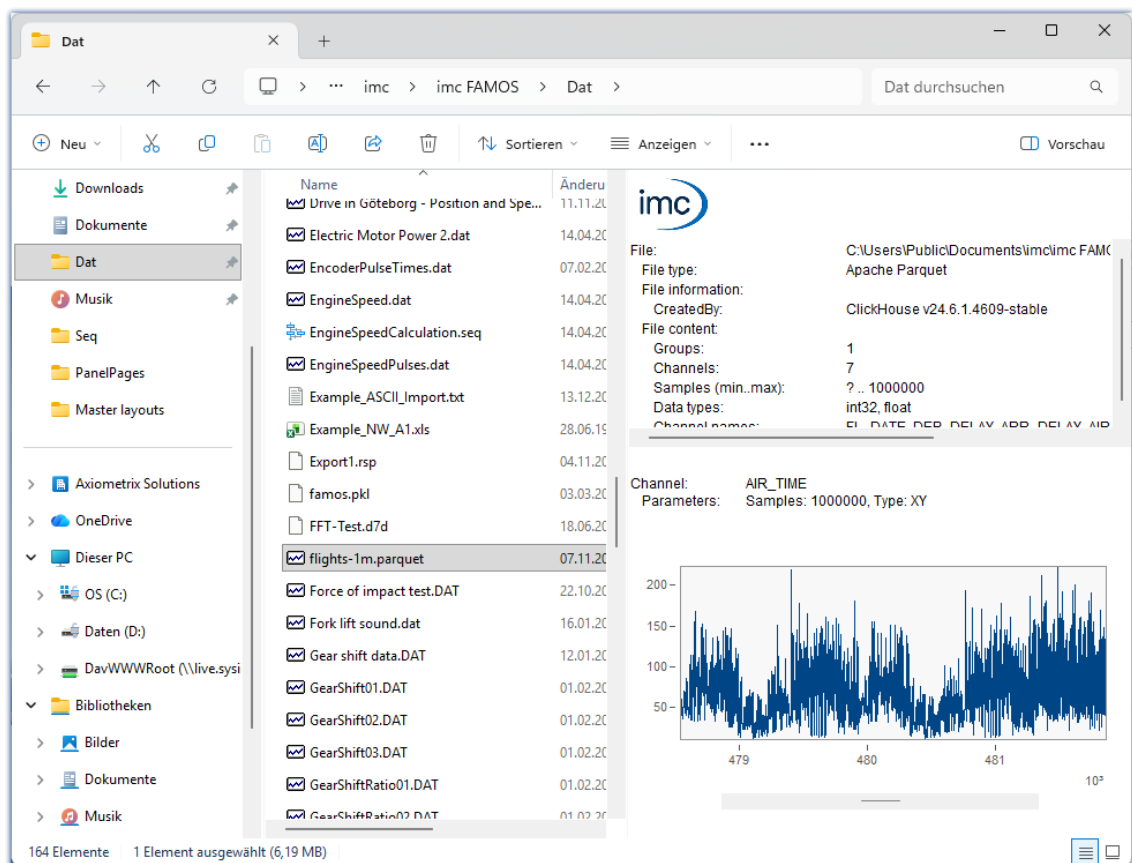 Dat
imc > imc FAMOS > Dat >
Dat durchsuchen
Neu
Sortieren
Anzeigen
Vorschau
Downloads
Dokumente
Dat
Musik
Seq
PanelPages
Master layouts
Axiometrix Solutions
OneDrive
Dieser PC
OS (C:)
Daten (D:)
DavWWWRoot (\\live.sysi
Bibliotheken
Bilder
Dokumente
Musik
Name Änderu
Drive in Göteborg - Position and Spe... 11.11.20
Electric Motor Power 2.dat 14.04.20
EncoderPulseTimes.dat 07.02.20
EngineSpeed.dat 14.04.20
EngineSpeedCalculation.seq 14.04.20
EngineSpeedPulses.dat 14.04.20
Example_ASCII_Import.txt 13.12.20
Example_NW_A1.xls 28.06.19
Export1.rsp 04.11.20
famos.pkl 03.03.20
FFT-Test.d7d 18.06.20
flights-1m.parquet 07.11.20
Force of impact test.DAT 22.10.20
Fork lift sound.dat 16.01.20
Gear shift data.DAT 12.01.20
GearShift01.DAT 01.02.20
GearShift02.DAT 01.02.20
GearShift03.DAT 01.02.20
GearShiftRatio01.DAT 01.02.20
GearShiftRatio02.DAT 01.02.20
imc
File: C:\Users\Public\Documents\imc\imc FAMO
File type: Apache Parquet
File information:
CreatedBy: ClickHouse v24.6.1.4609-stable
File content:
Groups: 1
Channels: 7
Samples (min..max): ? .. 1000000
Data types: int32, float
Channel names: FL_DATE, DEP_DELAY, ARR_DELAY, AIR
Channel: AIR_TIME
Parameters: Samples: 1000000, Type: XY
200
150
100
50
479 480 481
10³
164 Elemente 1 Element ausgewählt (6,19 MB)